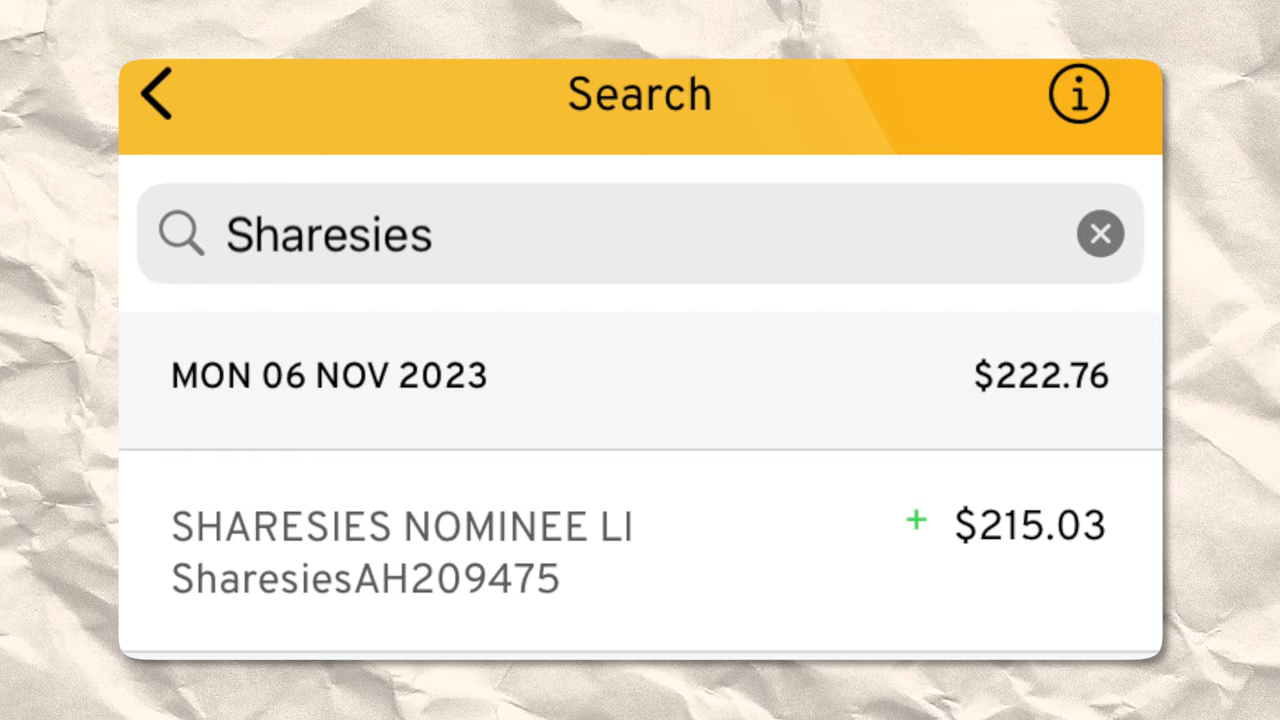 Search
Sharesies
MON 06 NOV 2023 $222.76
SHARESIES NOMINEE LI + $215.03
SharesiesAH209475